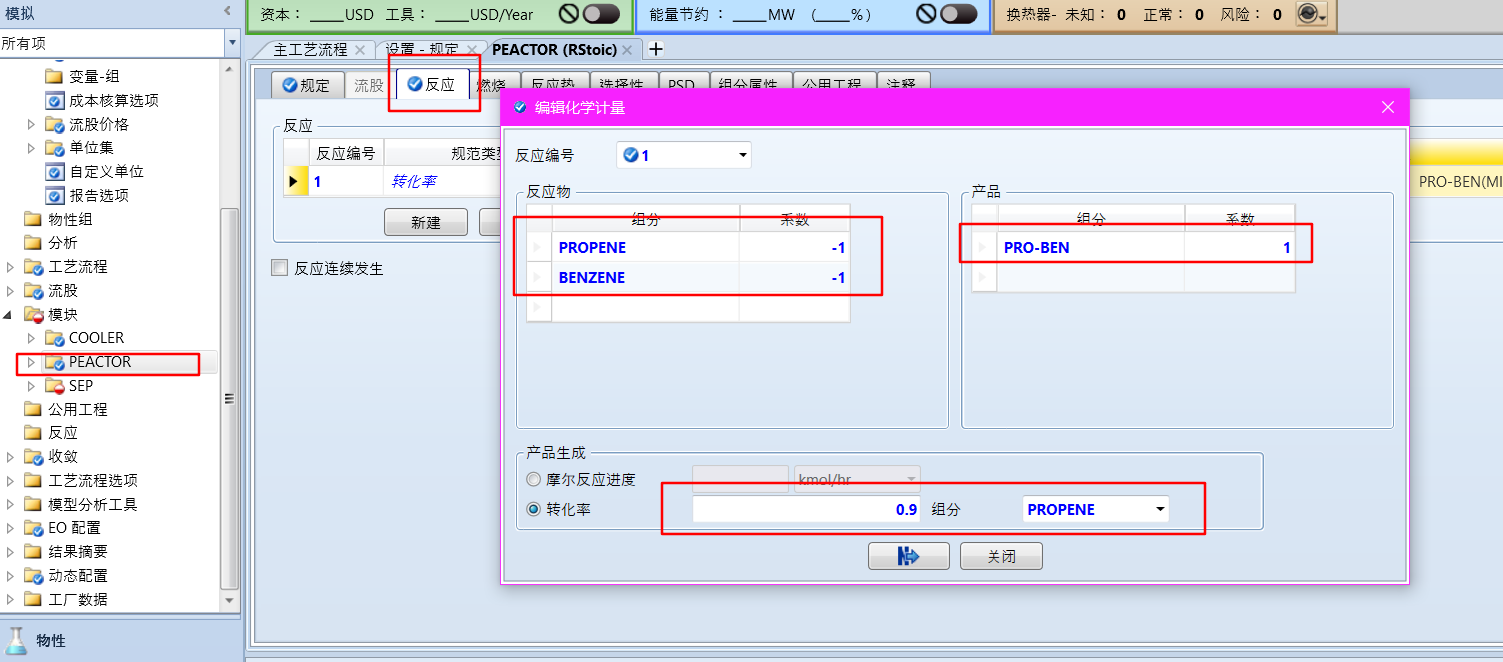 模拟
资本： ____USD 工具： ____USD/Year
能量节约 ： ____MW (____%)
换热器- 未知： 0 正常： 0 风险： 0
所有项
主工艺流程
设置 - 规定
PEACTOR (RStoic)
规定
流股
反应
燃烧
反应热
选择性
PSD
组分属性
公用工程
注释
变量-组
成本核算选项
流股价格
单位集
自定义单位
报告选项
物性组
分析
工艺流程
流股
模块
COOLER
PEACTOR
SEP
公用工程
反应
收敛
工艺流程选项
模型分析工具
EO 配置
结果摘要
动态配置
工厂数据
物性
反应
反应编号 规范类
1 转化率
新建
反应连续发生
PRO-BEN(MI
编辑化学计量
反应编号 1
反应物
组分 系数
PROPENE -1
BENZENE -1
产品
组分 系数
PRO-BEN 1
产品生成
摩尔反应进度 kmol/hr
转化率 0.9 组分 PROPENE
关闭